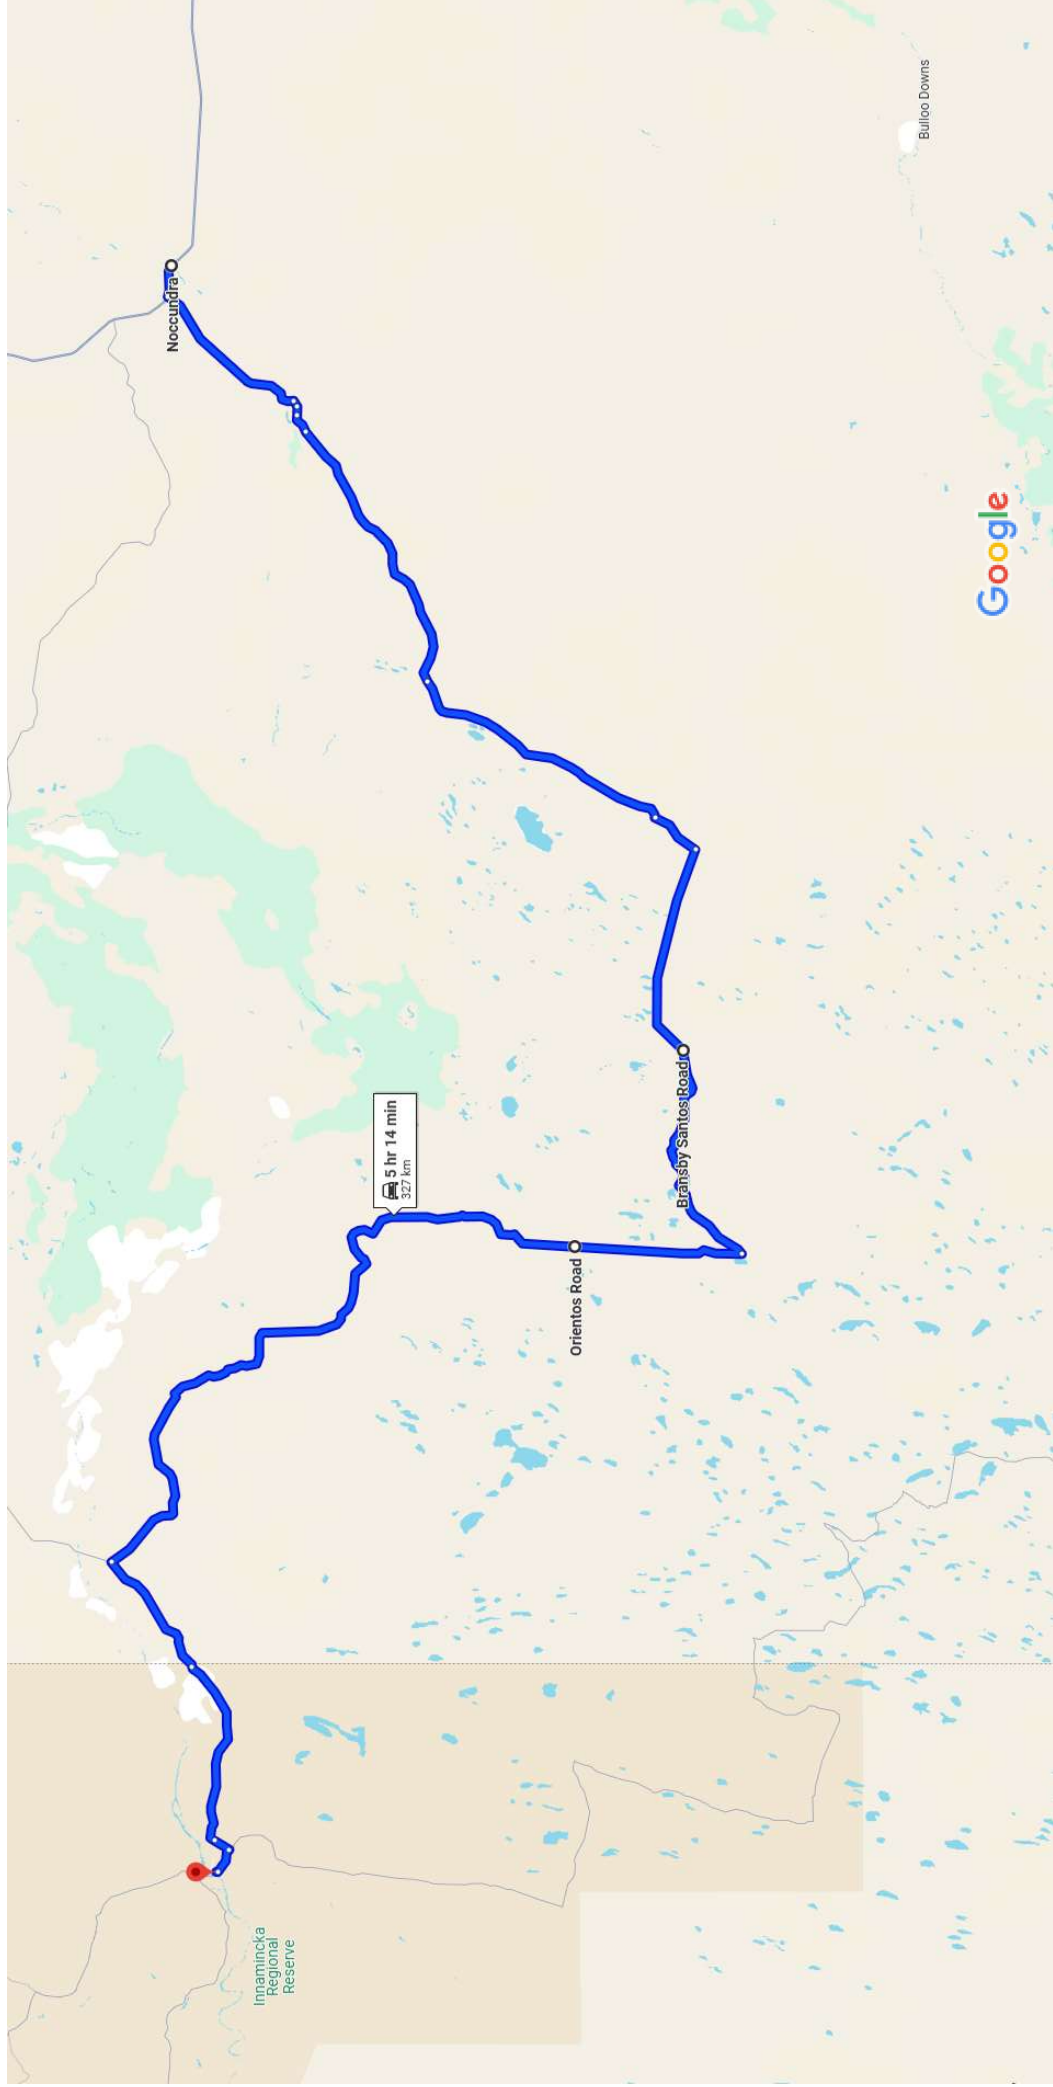 Noccundra
Bulloo Downs
Google
Bransby Santos Road
5 hr 14 min
327 km
Orientos Road
Innamincka
Regional
Reserve